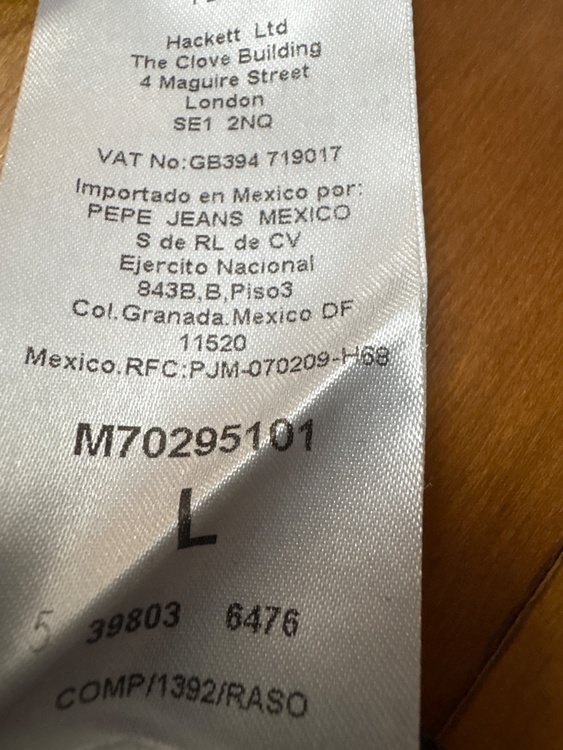 Hackett Ltd
The Clove Building
4 Maguire Street
London
SE1 2NQ
VAT No:GB394 719017
Importado en Mexico por:
PEPE JEANS MEXICO
S de RL de CV
Ejercito Nacional
843B,B,Piso3
Col.Granada.Mexico DF
11520
Mexico.RFC:PJM-070209-H68
M70295101
L
5 39803 6476
COMP/1392/RASO